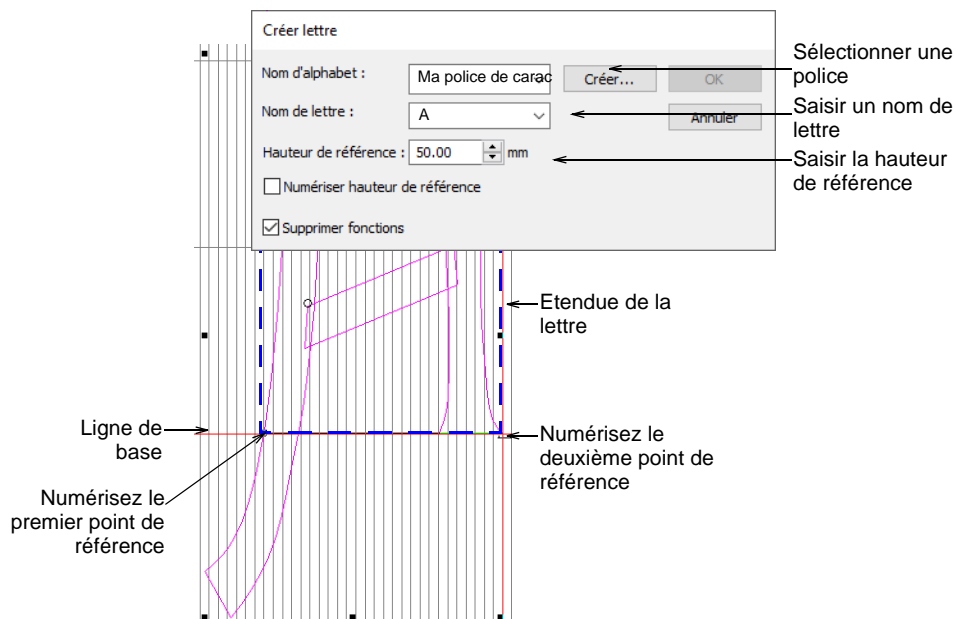 Créer lettre
Nom d'alphabet :
Ma police de carac
Créer...
OK
Nom de lettre :
A
Annuler
Hauteur de référence :
50.00
mm
Numériser hauteur de référence
Supprimer fonctions
Sélectionner une
police
Saisir un nom de
lettre
Saisir la hauteur
de référence
Etendue de la
lettre
Ligne de
base
Numérisez le
deuxième point de
référence
Numérisez le
premier point de
référence